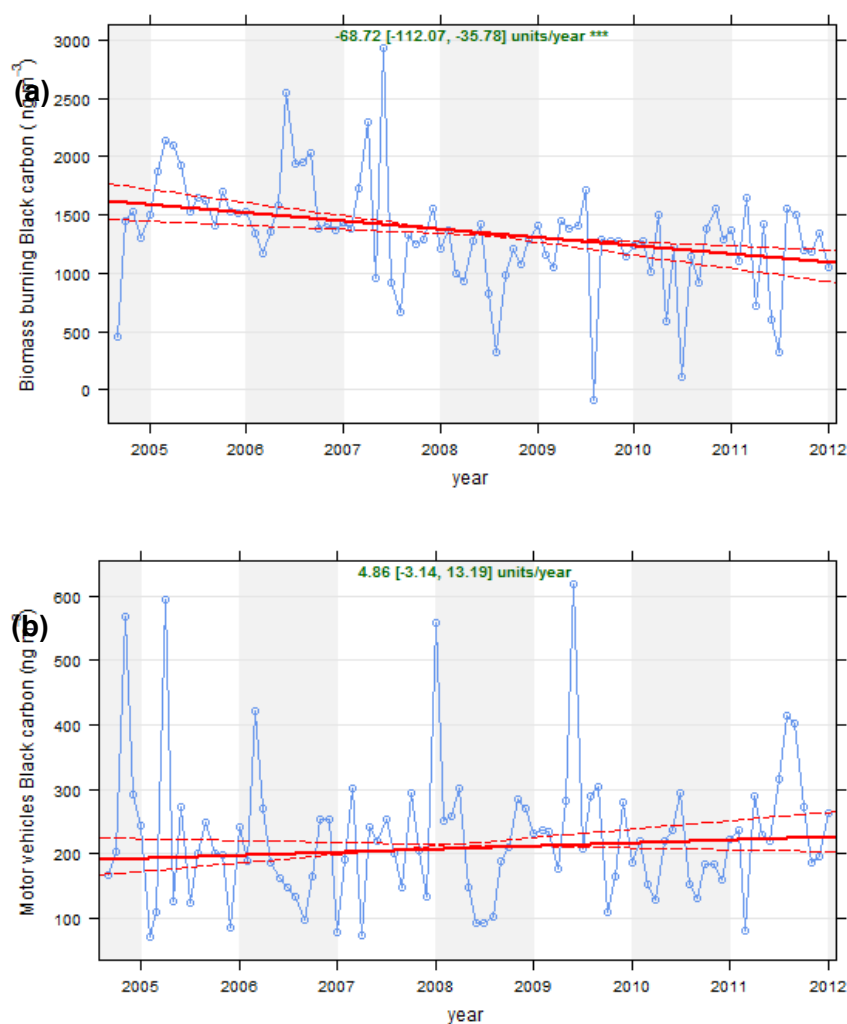 -68.72 [-112.07, -35.78] units/year ***
(a)
Biomass burning Black carbon ( ng m⁻³
3000
2500
2000
1500
1000
500
0
2005 2006 2007 2008 2009 2010 2011 2012
year
4.86 [-3.14, 13.19] units/year
(b)
Motor vehicles Black carbon (ng m⁻³)
600
500
400
300
200
100
2005 2006 2007 2008 2009 2010 2011 2012
year